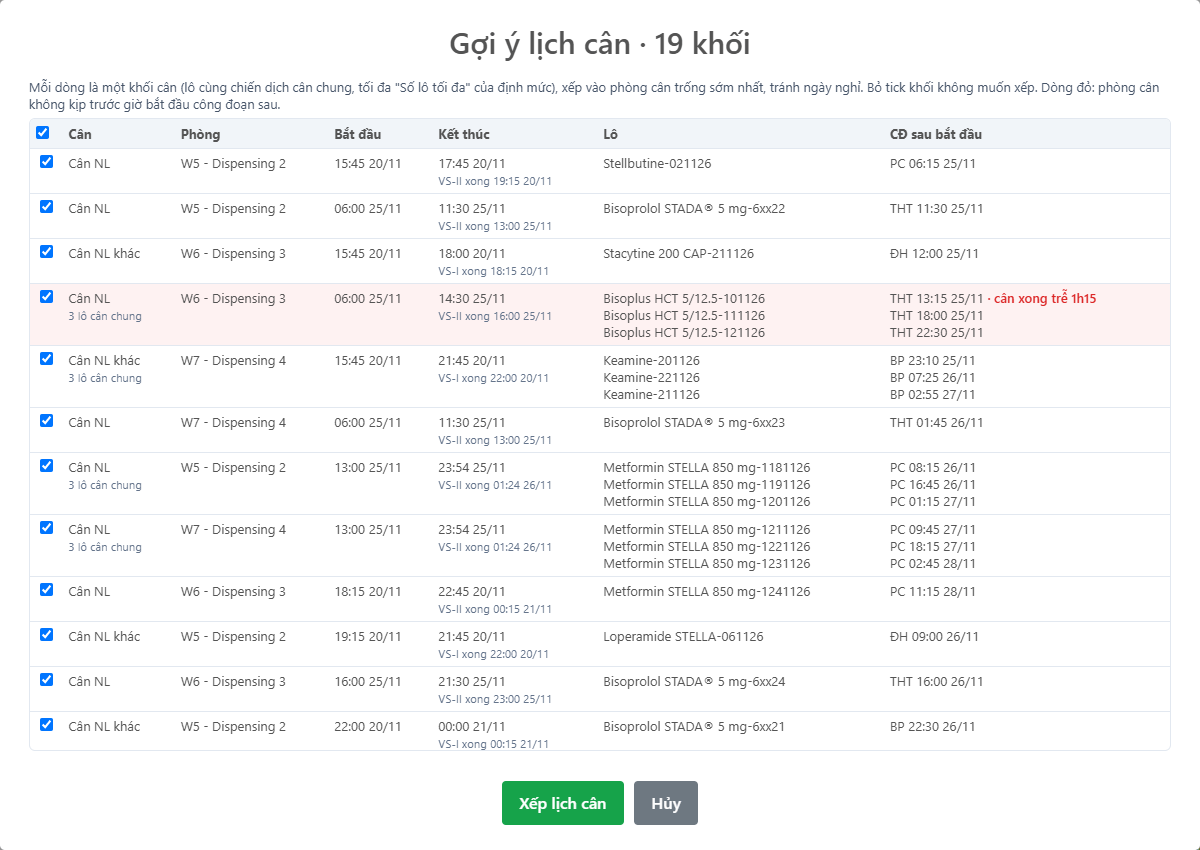 Gợi ý lịch cân · 19 khối
Mỗi dòng là một khối cân (lô cùng chiến dịch cân chung, tối đa "Số lô tối đa" của định mức), xếp vào phòng cân trống sớm nhất, tránh ngày nghỉ. Bỏ tick khối không muốn xếp. Dòng đỏ: phòng cân
không kịp trước giờ bắt đầu công đoạn sau.
Cân Phòng Bắt đầu Kết thúc Lô CĐ sau bắt đầu
Cân NL W5 - Dispensing 2 15:45 20/11 17:45 20/11 Stellbutine-021126 PC 06:15 25/11
VS-II xong 19:15 20/11
Cân NL W5 - Dispensing 2 06:00 25/11 11:30 25/11 Bisoprolol STADA® 5 mg-6xx22 THT 11:30 25/11
VS-II xong 13:00 25/11
Cân NL khác W6 - Dispensing 3 15:45 20/11 18:00 20/11 Stacytine 200 CAP-211126 ĐH 12:00 25/11
VS-I xong 18:15 20/11
Cân NL W6 - Dispensing 3 06:00 25/11 14:30 25/11 Bisoplus HCT 5/12.5-101126 THT 13:15 25/11 · cân xong trễ 1h15
3 lô cân chung VS-II xong 16:00 25/11 Bisoplus HCT 5/12.5-111126 THT 18:00 25/11
Bisoplus HCT 5/12.5-121126 THT 22:30 25/11
Cân NL khác W7 - Dispensing 4 15:45 20/11 21:45 20/11 Keamine-201126 BP 23:10 25/11
3 lô cân chung VS-I xong 22:00 20/11 Keamine-221126 BP 07:25 26/11
Keamine-211126 BP 02:55 27/11
Cân NL W7 - Dispensing 4 06:00 25/11 11:30 25/11 Bisoprolol STADA® 5 mg-6xx23 THT 01:45 26/11
VS-II xong 13:00 25/11
Cân NL W5 - Dispensing 2 13:00 25/11 23:54 25/11 Metformin STELLA 850 mg-1181126 PC 08:15 26/11
3 lô cân chung VS-II xong 01:24 26/11 Metformin STELLA 850 mg-1191126 PC 16:45 26/11
Metformin STELLA 850 mg-1201126 PC 01:15 27/11
Cân NL W7 - Dispensing 4 13:00 25/11 23:54 25/11 Metformin STELLA 850 mg-1211126 PC 09:45 27/11
3 lô cân chung VS-II xong 01:24 26/11 Metformin STELLA 850 mg-1221126 PC 18:15 27/11
Metformin STELLA 850 mg-1231126 PC 02:45 28/11
Cân NL W6 - Dispensing 3 18:15 20/11 22:45 20/11 Metformin STELLA 850 mg-1241126 PC 11:15 28/11
VS-II xong 00:15 21/11
Cân NL khác W5 - Dispensing 2 19:15 20/11 21:45 20/11 Loperamide STELLA-061126 ĐH 09:00 26/11
VS-I xong 22:00 20/11
Cân NL W6 - Dispensing 3 16:00 25/11 21:30 25/11 Bisoprolol STADA® 5 mg-6xx24 THT 16:00 26/11
VS-II xong 23:00 25/11
Cân NL khác W5 - Dispensing 2 22:00 20/11 00:00 21/11 Bisoprolol STADA® 5 mg-6xx21 BP 22:30 26/11
VS-I xong 00:15 21/11
Xếp lịch cân Hủy